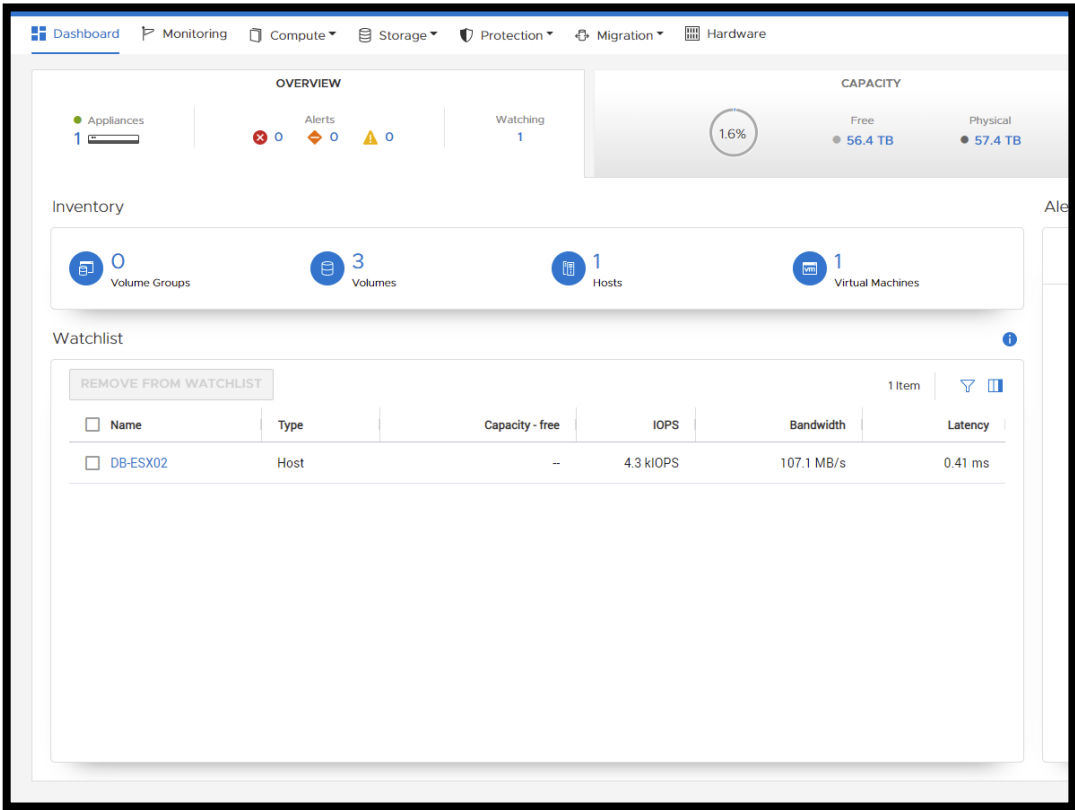 Dashboard Monitoring Compute Storage Protection Migration Hardware
OVERVIEW
Appliances
1
Alerts
0 0 0
Watching
1
CAPACITY
1.6%
Free
56.4 TB
Physical
57.4 TB
Inventory
Ale
0
Volume Groups
3
Volumes
1
Hosts
vm
1
Virtual Machines
Watchlist
REMOVE FROM WATCHLIST
1 Item
Name Type Capacity - free IOPS Bandwidth Latency
DB-ESX02 Host -- 4.3 kIOPS 107.1 MB/s 0.41 ms